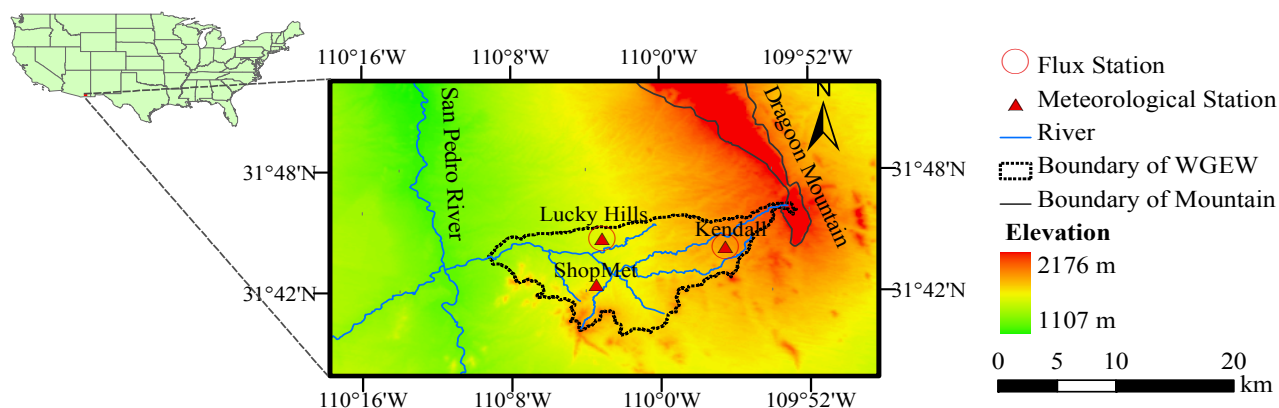 110°16'W 110°8'W 110°0'W 109°52'W
San Pedro River
Dragoon Mountain
N
31°48'N 31°48'N
Lucky Hills
Kendall
ShopMet
31°42'N 31°42'N
110°16'W 110°8'W 110°0'W 109°52'W
Flux Station
Meteorological Station
River
Boundary of WGEW
Boundary of Mountain
Elevation
2176 m
1107 m
0 5 10 20
km